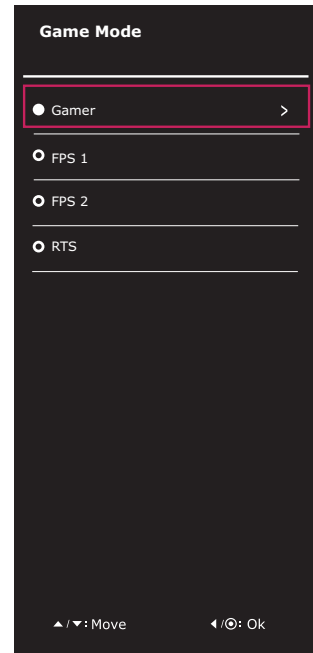 Game Mode
Gamer >
FPS 1
FPS 2
RTS
▲/▼: Move ◀/⦿: Ok